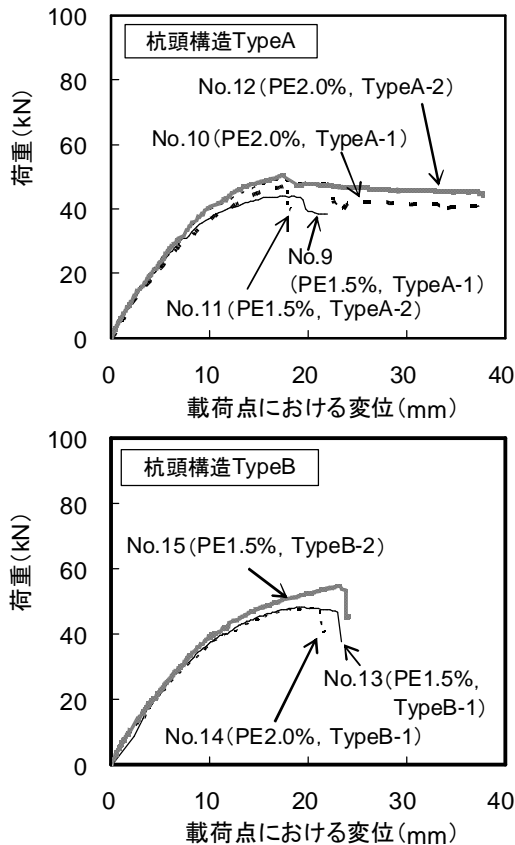 杭頭構造TypeA
No.12(PE2.0%, TypeA-2)
No.10(PE2.0%, TypeA-1)
No.9
(PE1.5%, TypeA-1)
No.11(PE1.5%, TypeA-2)
荷重(kN)
100
80
60
40
20
0
0 10 20 30 40
載荷点における変位(mm)
杭頭構造TypeB
No.15(PE1.5%, TypeB-2)
No.13(PE1.5%,
TypeB-1)
No.14(PE2.0%, TypeB-1)
荷重(kN)
100
80
60
40
20
0
0 10 20 30 40
載荷点における変位(mm)